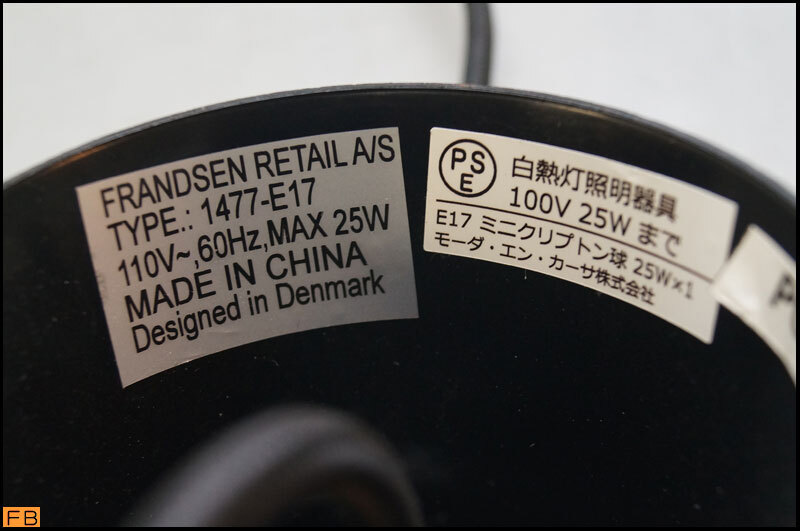 FRANDSEN RETAIL A/S
TYPE.: 1477-E17
110V~, 60Hz, MAX 25W
MADE IN CHINA
Designed in Denmark
PS
E
白熱灯照明器具
100V 25W まで
E17 ミニクリプトン球 25W×1
モーダ・エン・カーサ株式会社
FB